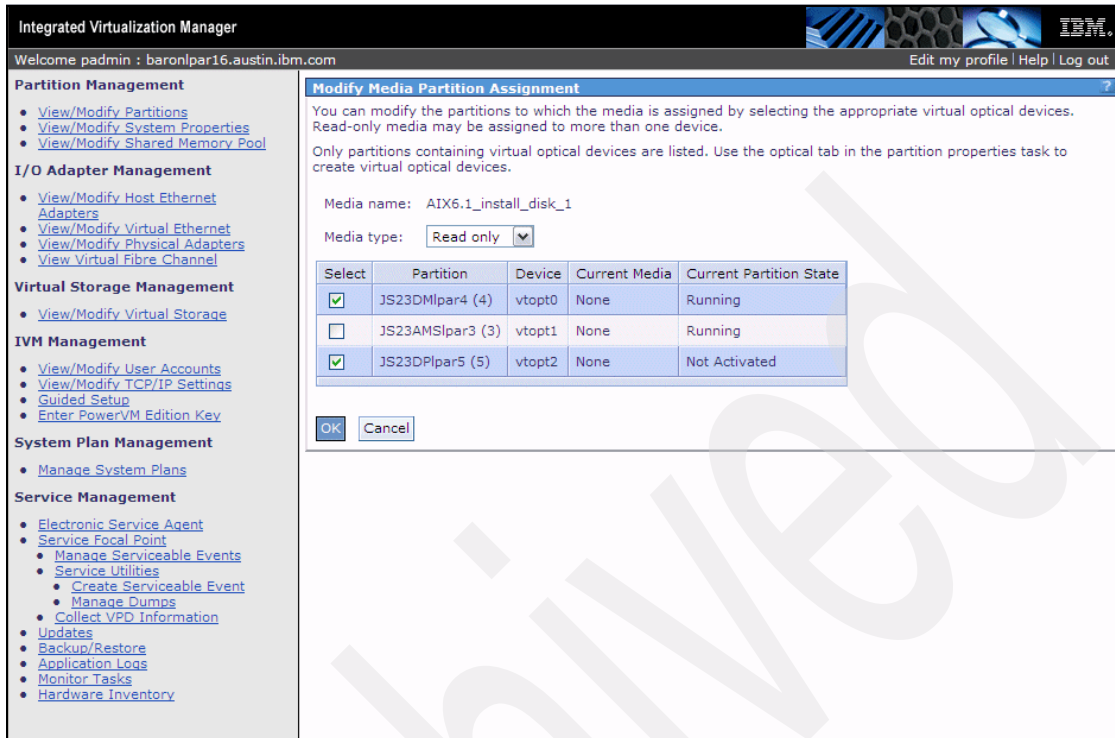 Integrated Virtualization Manager
IBM.
Welcome padmin : baronlpar16.austin.ibm.com
Edit my profile | Help | Log out
Partition Management
View/Modify Partitions
View/Modify System Properties
View/Modify Shared Memory Pool
I/O Adapter Management
View/Modify Host Ethernet
Adapters
View/Modify Virtual Ethernet
View/Modify Physical Adapters
View Virtual Fibre Channel
Virtual Storage Management
View/Modify Virtual Storage
IVM Management
View/Modify User Accounts
View/Modify TCP/IP Settings
Guided Setup
Enter PowerVM Edition Key
System Plan Management
Manage System Plans
Service Management
Electronic Service Agent
Service Focal Point
Manage Serviceable Events
Service Utilities
Create Serviceable Event
Manage Dumps
Collect VPD Information
Updates
Backup/Restore
Application Logs
Monitor Tasks
Hardware Inventory
Modify Media Partition Assignment ?
You can modify the partitions to which the media is assigned by selecting the appropriate virtual optical devices.
Read-only media may be assigned to more than one device.
Only partitions containing virtual optical devices are listed. Use the optical tab in the partition properties task to
create virtual optical devices.
Media name: AIX6.1_install_disk_1
Media type: Read only
Select Partition Device Current Media Current Partition State
JS23DMlpar4 (4) vtopt0 None Running
JS23AMSlpar3 (3) vtopt1 None Running
JS23DPlpar5 (5) vtopt2 None Not Activated
OK Cancel
hived